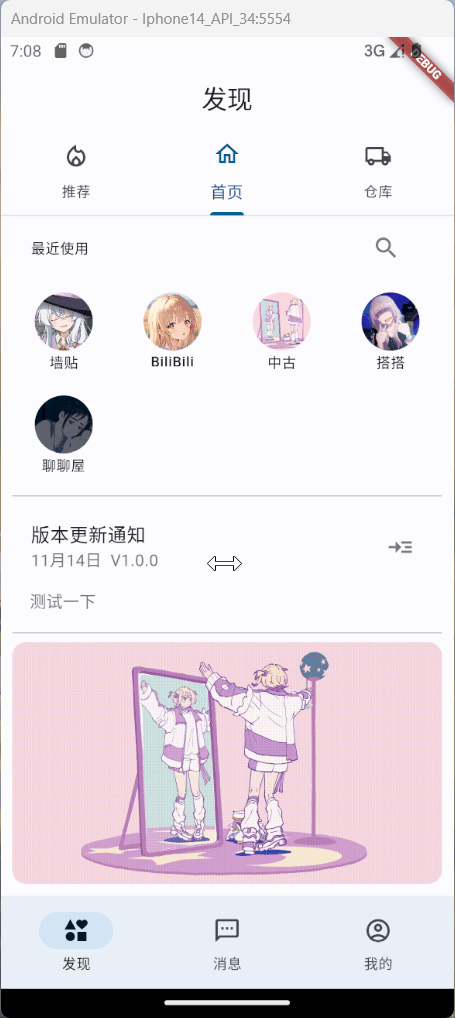 Android Emulator - Iphone14_API_34:5554
7:08 3G
DEBUG
发现
推荐 首页 仓库
最近使用
墙贴 BiliBili 中古 搭搭
聊聊屋
版本更新通知
11月14日 V1.0.0
测试一下
发现 消息 我的